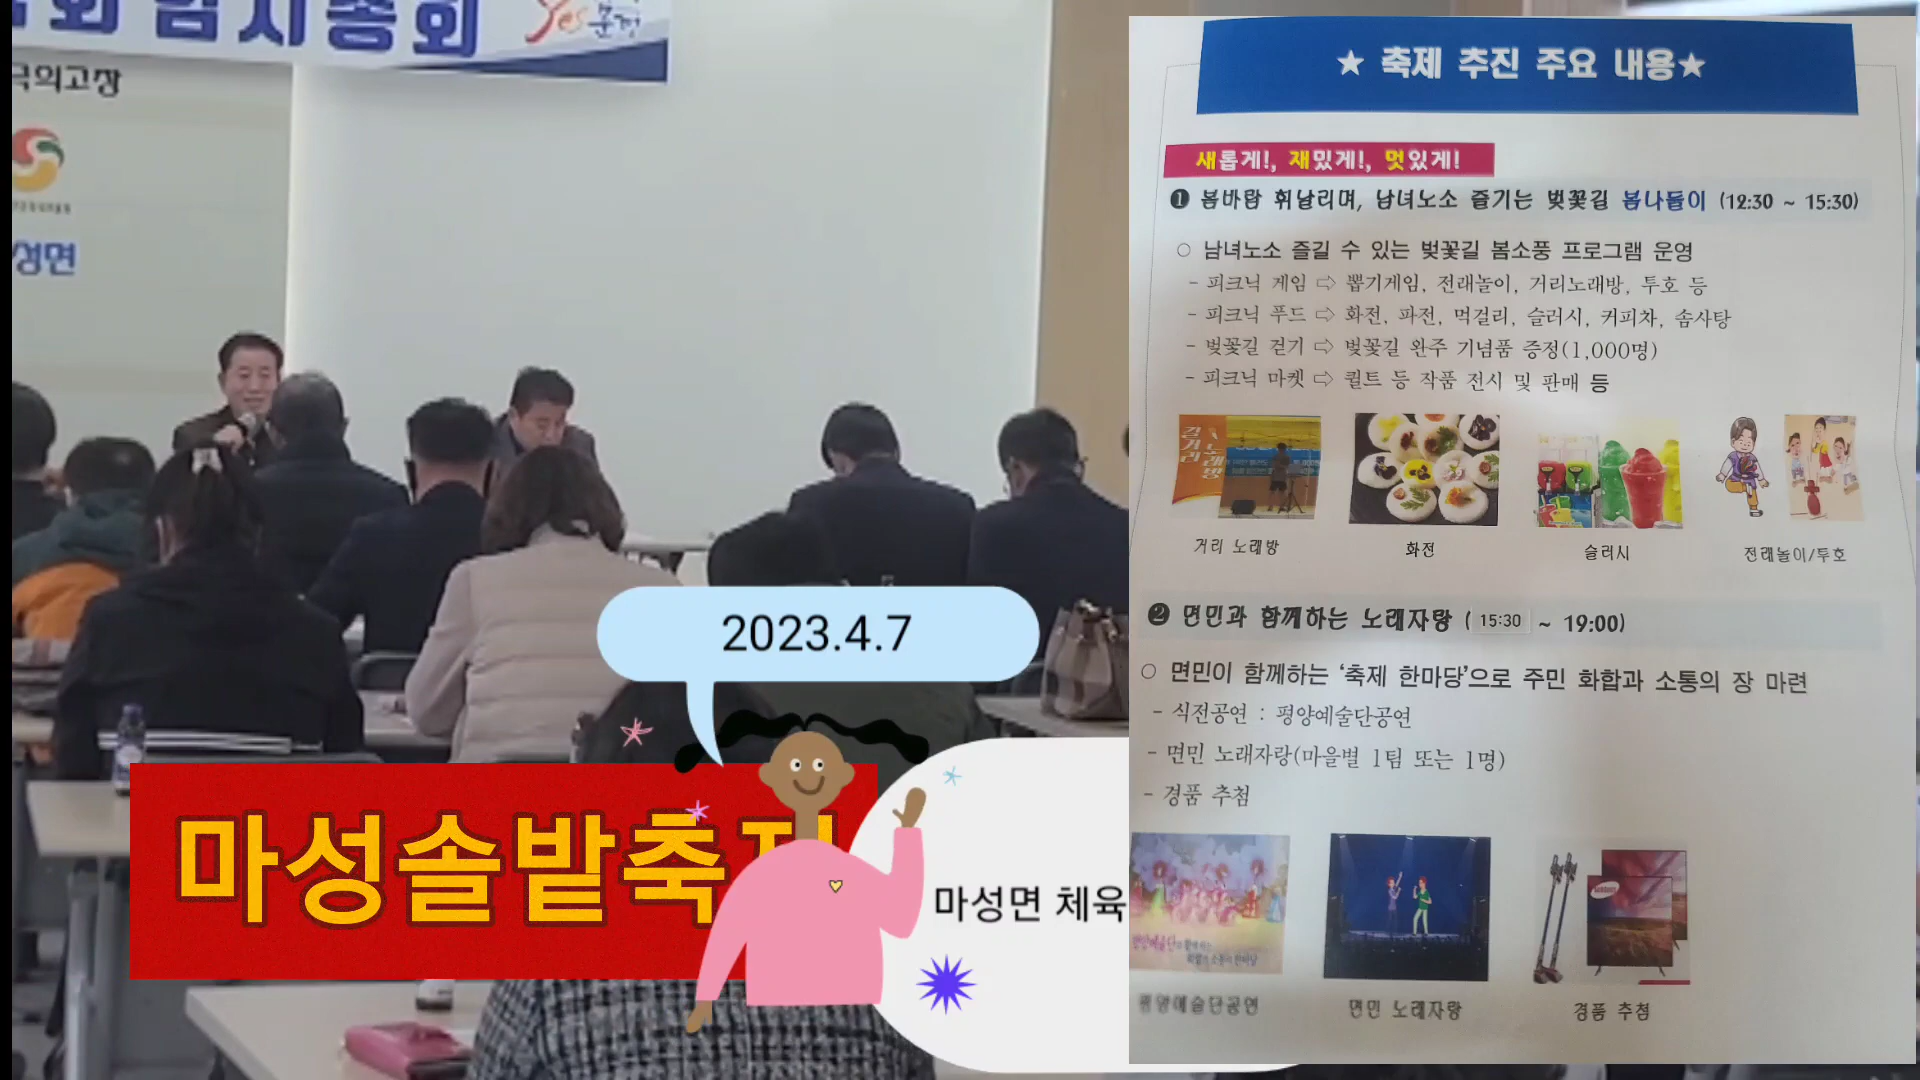 임시총회
Yes 문경
국의고장
성면
2023.4.7
마성솔밭축제
마성면 체육
★ 축제 추진 주요 내용★
새롭게!, 재밌게!, 멋있게!
❶ 봄바람 휘날리며, 남녀노소 즐기는 벚꽃길 봄나들이 (12:30 ~ 15:30)
○ 남녀노소 즐길 수 있는 벚꽃길 봄소풍 프로그램 운영
- 피크닉 게임 ⇨ 뽑기게임, 전래놀이, 거리노래방, 투호 등
- 피크닉 푸드 ⇨ 화전, 파전, 먹걸리, 슬러시, 커피차, 솜사탕
- 벚꽃길 걷기 ⇨ 벚꽃길 완주 기념품 증정(1,000명)
- 피크닉 마켓 ⇨ 퀼트 등 작품 전시 및 판매 등
거리 노래방 화전 슬러시 전래놀이/투호
❷ 면민과 함께하는 노래자랑 ( 15:30 ~ 19:00)
○ 면민이 함께하는 '축제 한마당'으로 주민 화합과 소통의 장 마련
- 식전공연 : 평양예술단공연
- 면민 노래자랑(마을별 1팀 또는 1명)
- 경품 추첨
평양예술단공연 면민 노래자랑 경품 추첨